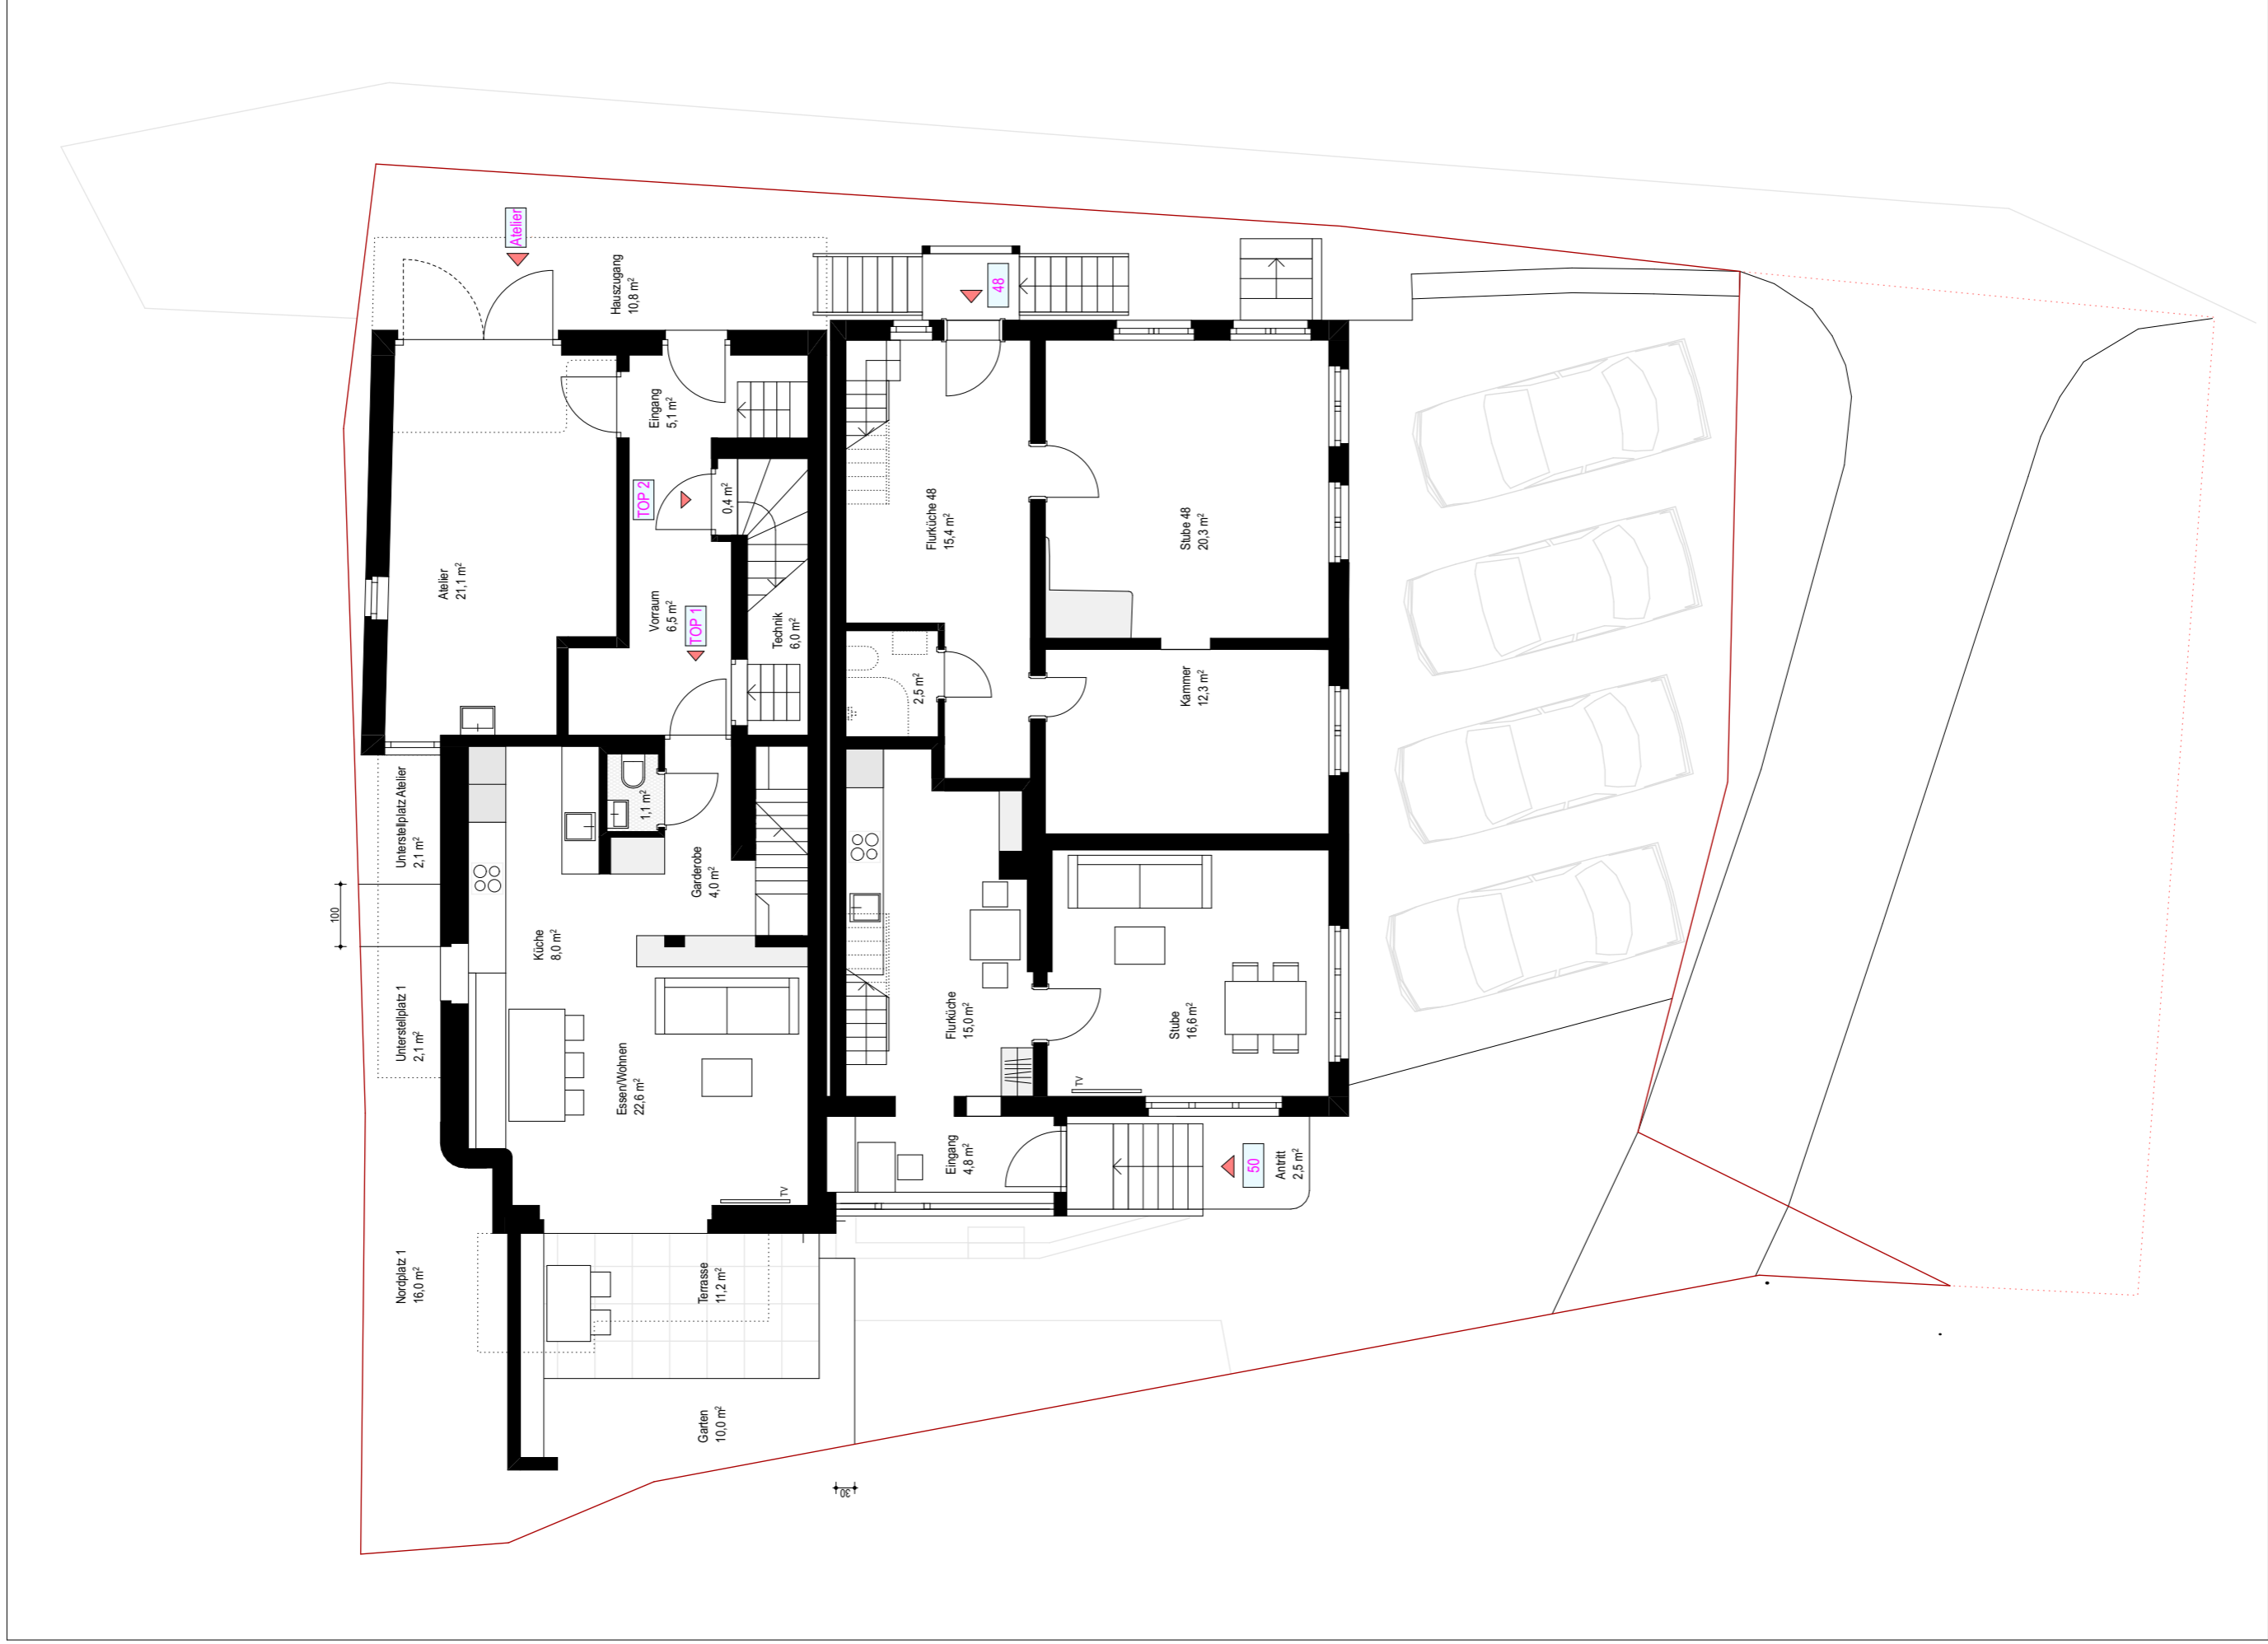 Atelier
Hauszugang
10,8 m²
48
Eingang
5,1 m²
TOP 2
0,4 m²
Atelier
21,1 m²
Vorraum
6,5 m²
TOP 1
Technik
6,0 m²
Flurküche 48
15,4 m²
Stube 48
20,3 m²
2,5 m²
Kammer
12,3 m²
Unterstellplatz Atelier
2,1 m²
1,1 m²
Garderobe
4,0 m²
100
Küche
8,0 m²
Unterstellplatz 1
2,1 m²
Essen/Wohnen
22,6 m²
TV
Flurküche
15,0 m²
Stube
16,6 m²
TV
Eingang
4,8 m²
50
Antritt
2,5 m²
Nordplatz 1
16,0 m²
Terrasse
11,2 m²
Garten
10,0 m²
30